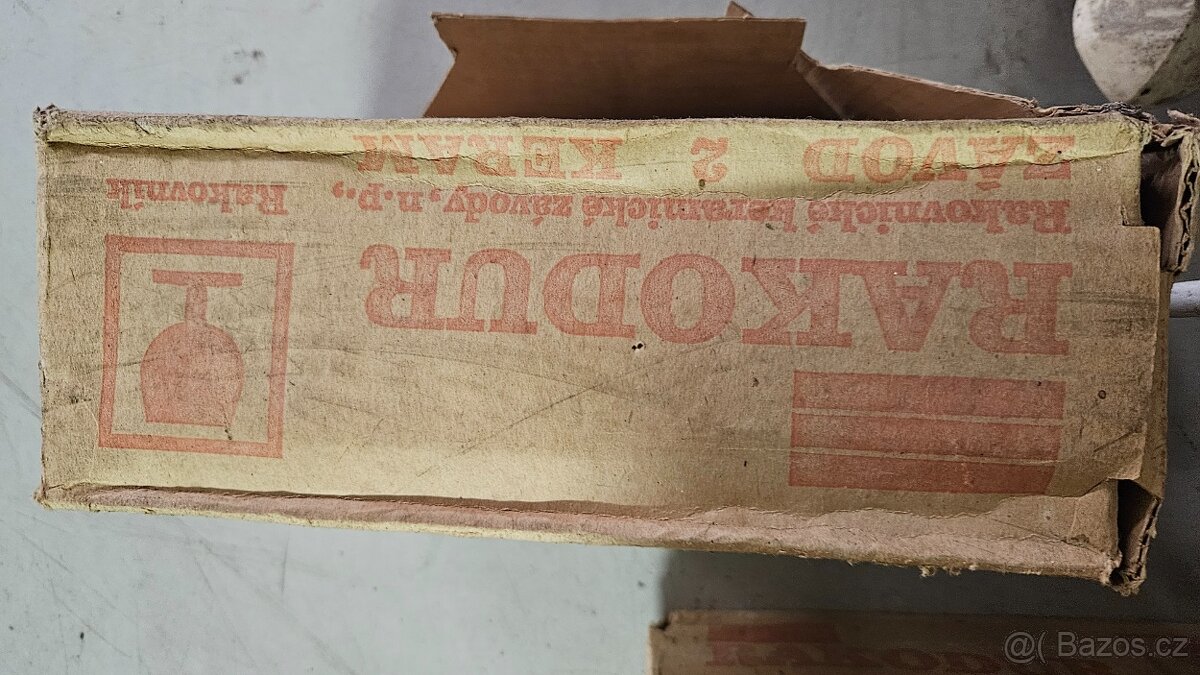 RAKODUR
Rakovnické keramické závody, n.p., Rakovník
ZÁVOD 2 KERAM
@( Bazos.cz